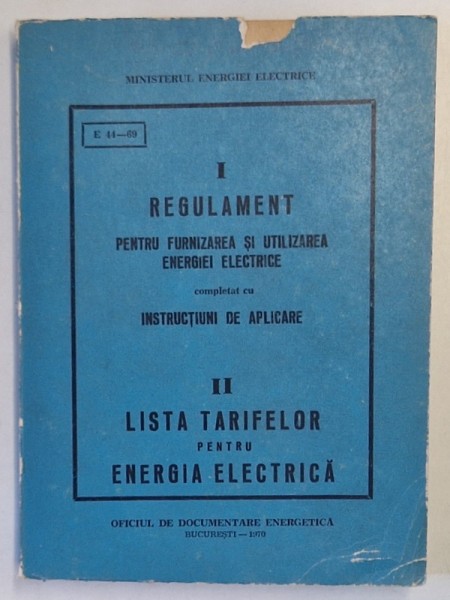 MINISTERUL ENERGIEI ELECTRICE
E 44—69
I
REGULAMENT
PENTRU FURNIZAREA ȘI UTILIZAREA
ENERGIEI ELECTRICE
completat cu
INSTRUCȚIUNI DE APLICARE
II
LISTA TARIFELOR
PENTRU
ENERGIA ELECTRICĂ
OFICIUL DE DOCUMENTARE ENERGETICĂ
BUCUREȘTI — 1970